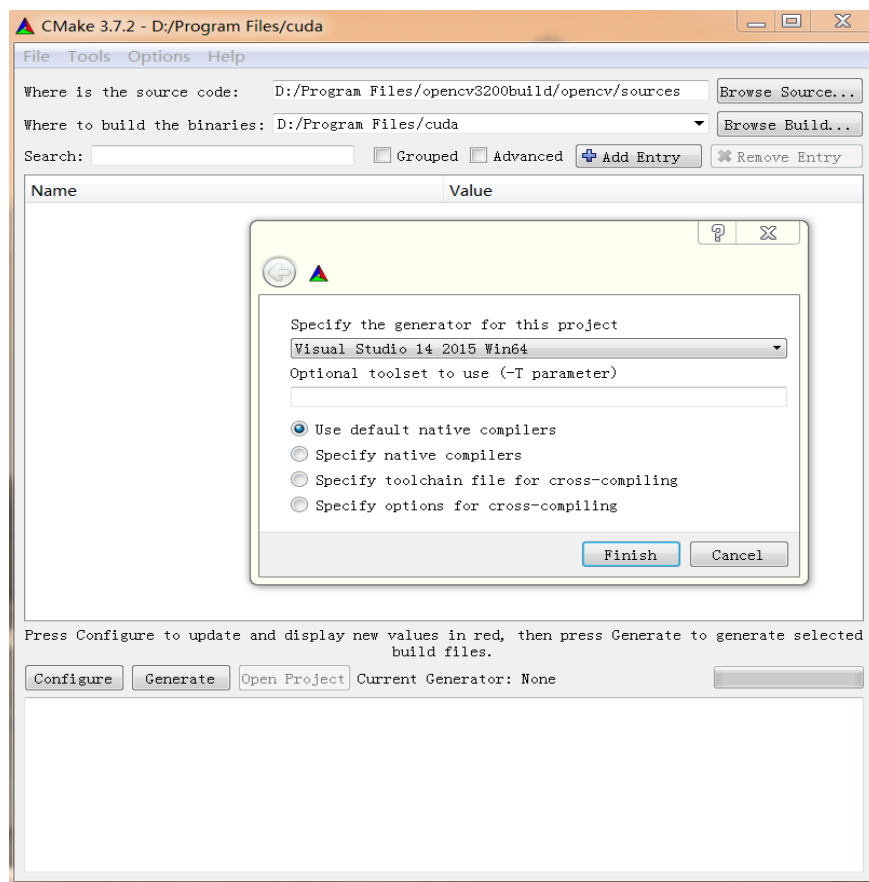 CMake 3.7.2 - D:/Program Files/cuda
File Tools Options Help
Where is the source code: D:/Program Files/opencv3200build/opencv/sources Browse Source...
Where to build the binaries: D:/Program Files/cuda Browse Build...
Search: Grouped Advanced Add Entry Remove Entry
Name Value
Specify the generator for this project
Visual Studio 14 2015 Win64
Optional toolset to use (-T parameter)
Use default native compilers
Specify native compilers
Specify toolchain file for cross-compiling
Specify options for cross-compiling
Finish Cancel
Press Configure to update and display new values in red, then press Generate to generate selected
build files.
Configure Generate Open Project Current Generator: None